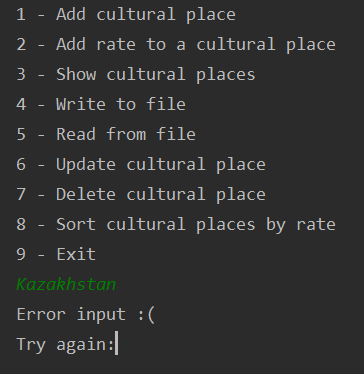 1 - Add cultural place
2 - Add rate to a cultural place
3 - Show cultural places
4 - Write to file
5 - Read from file
6 - Update cultural place
7 - Delete cultural place
8 - Sort cultural places by rate
9 - Exit
Kazakhstan
Error input :(
Try again: